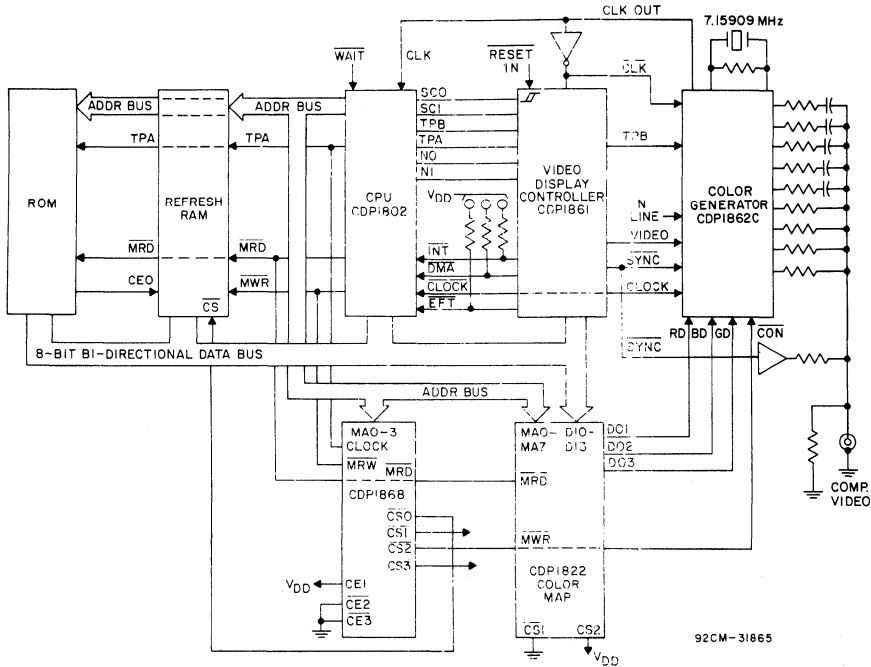 CLK OUT
7.15909 MHz
WAIT
CLK
RESET
IN
CLK
ADDR BUS
ADDR BUS
SC0
SC1
TPB
TPA
TPA
TPA
TPB
N0
N1
ROM
REFRESH
RAM
CPU
CDP1802
VDD
VIDEO
DISPLAY
CONTROLLER
CDP1861
N
LINE
COLOR
GENERATOR
CDP1862C
MRD
MRD
INT
VIDEO
DMA
SYNC
CEO
MWR
CLOCK
CLOCK
CS
EFT
RD BD GD
CON
8-BIT BI-DIRECTIONAL DATA BUS
SYNC
ADDR BUS
MA0-3
CLOCK
MRW
MRD
CDP1868
CS0
CS1
CS2
CS3
VDD
CE1
CE2
CE3
MA0-
MA7
DI0-
DI3
DO1
DO2
DO3
MRD
MWR
CDP1822
COLOR
MAP
CS1
CS2
VDD
COMP.
VIDEO
92CM-31865